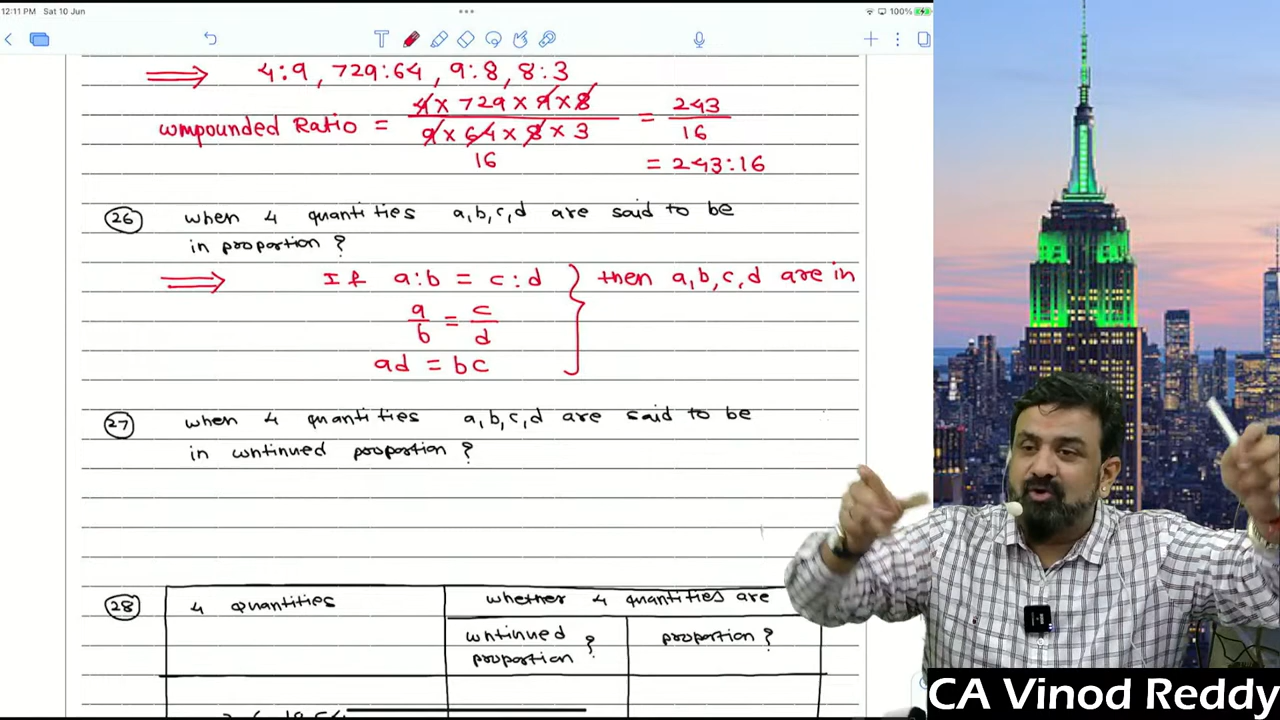 12:11 PM Sat 10 Jun
100%
⟹ 4:9, 729:64, 9:8, 8:3
compounded Ratio = 4 x 729 x 9 x 8 / 9 x 64 x 8 x 3 = 243 / 16
16
= 243:16
26 when 4 quantities a,b,c,d are said to be
in proportion ?
⟹ If a:b = c:d } then a,b,c,d are in
a/b = c/d
ad = bc
27 when 4 quantities a,b,c,d are said to be
in continued proportion ?
28 4 quantities
whether 4 quantities are
continued proportion ?
proportion ?
CA Vinod Reddy